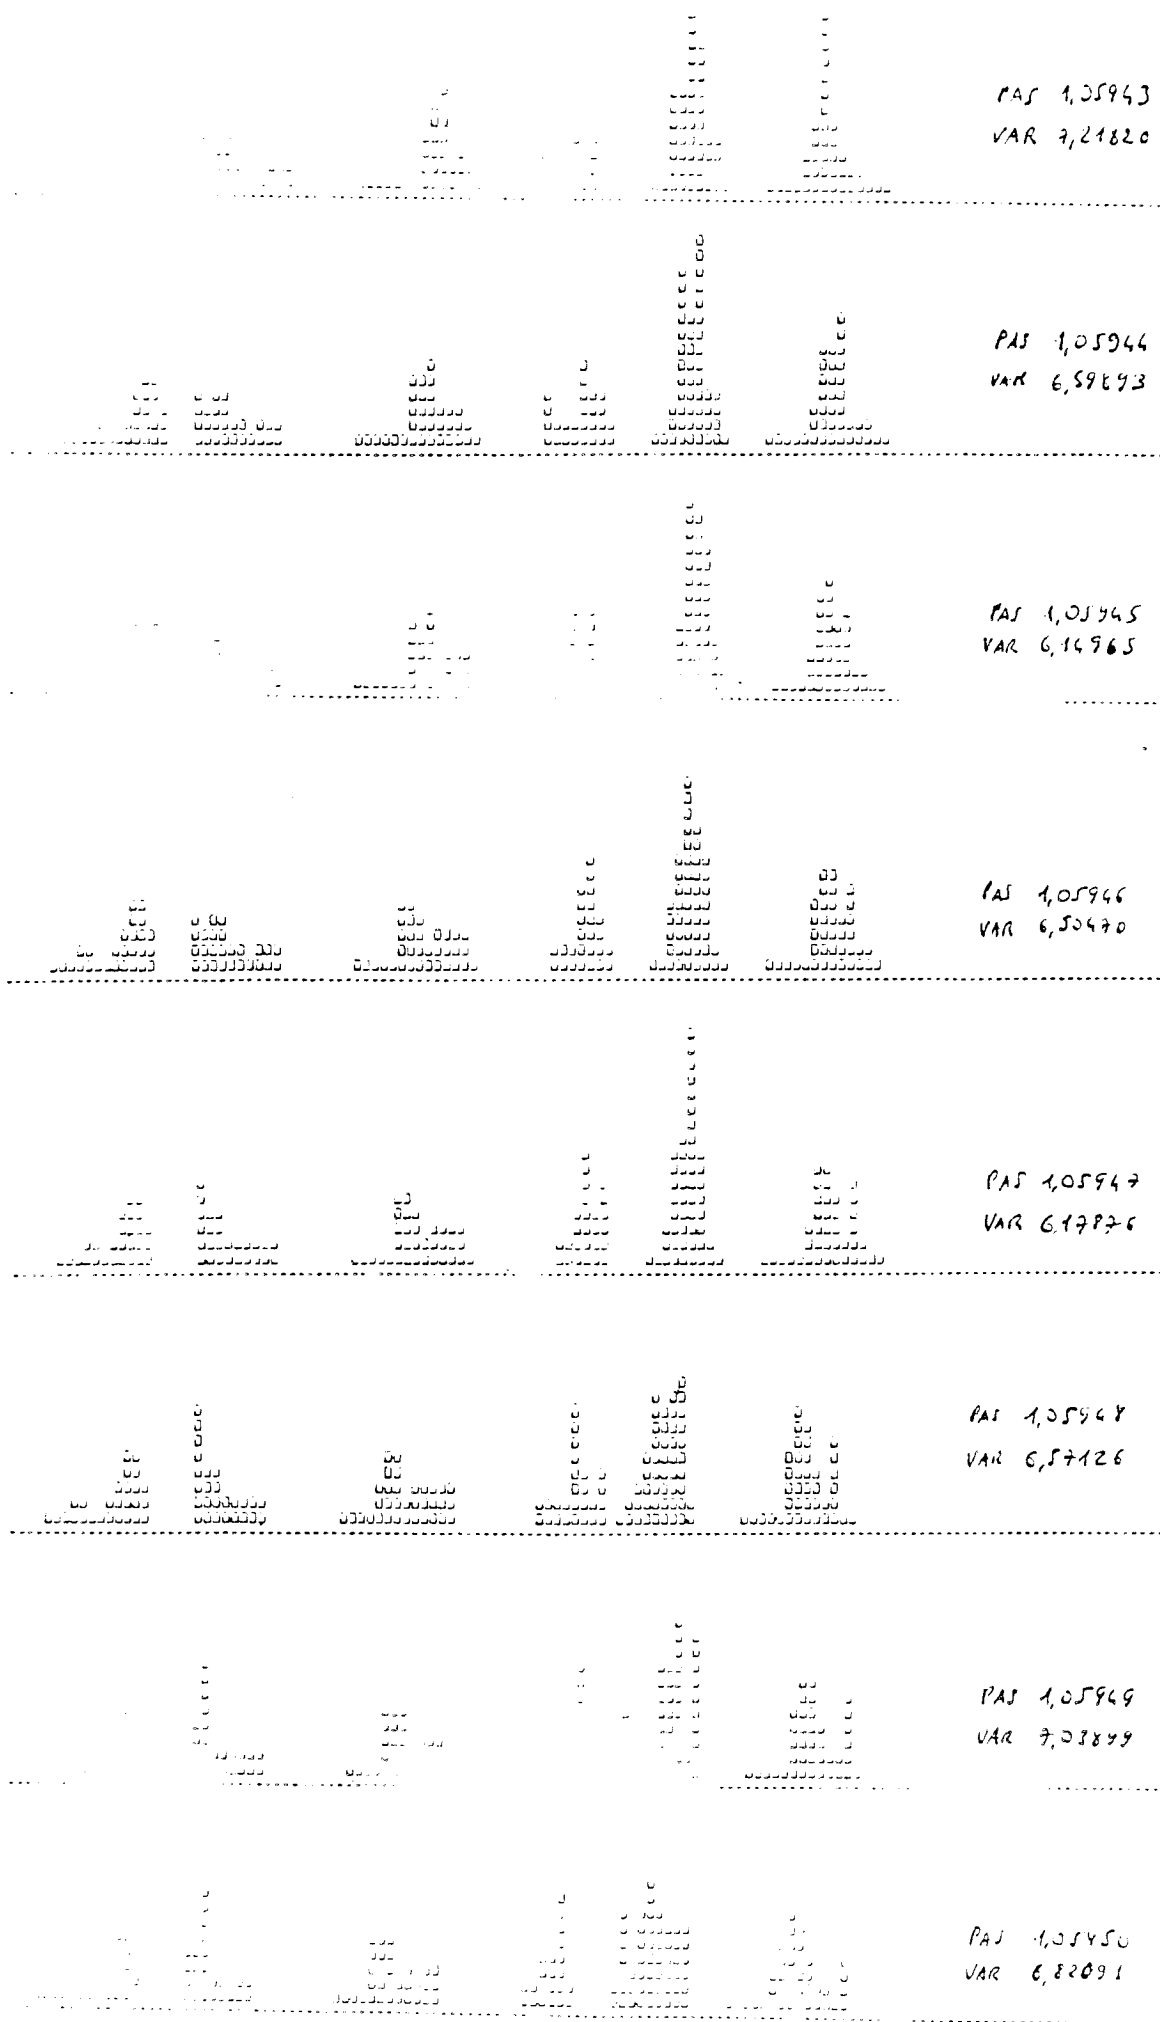 PAS 1,05943
VAR 7,21820
PAS 1,05944
VAR 6,59893
PAS 1,05945
VAR 6,14965
PAS 1,05946
VAR 6,50470
PAS 1,05947
VAR 6,17876
PAS 1,05948
VAR 6,57126
PAS 1,05949
VAR 7,03899
PAS 1,05950
VAR 6,82091